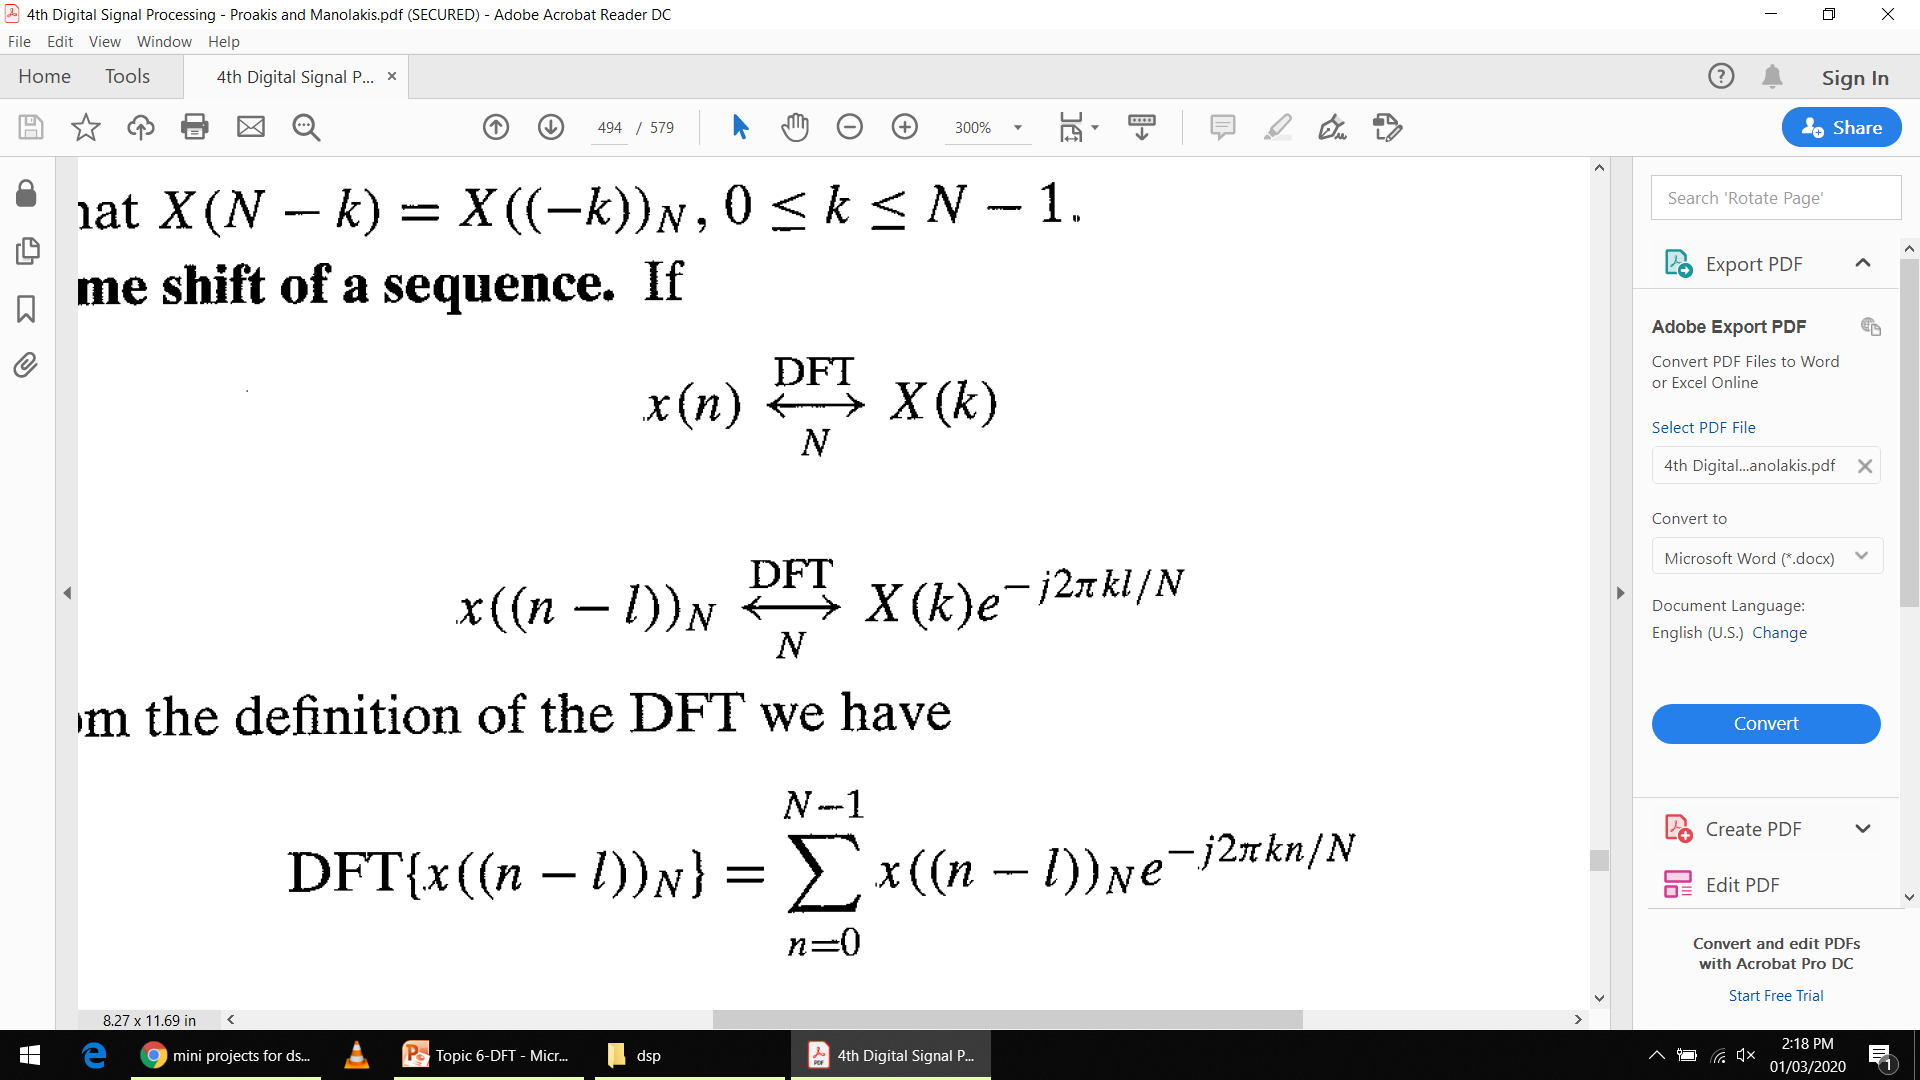 4th Digital Signal Processing - Proakis and Manolakis.pdf (SECURED) - Adobe Acrobat Reader DC
File Edit View Window Help
Home Tools 4th Digital Signal P... × Sign In
494 / 579 300% Share
hat X(N − k) = X((−k))N, 0 ≤ k ≤ N − 1.
me shift of a sequence. If
x(n) DFT ⟷ N X(k)
x((n − l))N DFT ⟷ N X(k)e^−j2πkl/N
om the definition of the DFT we have
DFT{x((n − l))N} = ∑ N−1 n=0 x((n − l))N e^−j2πkn/N
8.27 x 11.69 in
Search 'Rotate Page'
Export PDF
Adobe Export PDF
Convert PDF Files to Word
or Excel Online
Select PDF File
4th Digital...anolakis.pdf
Convert to
Microsoft Word (*.docx)
Document Language:
English (U.S.) Change
Convert
Create PDF
Edit PDF
Convert and edit PDFs
with Acrobat Pro DC
Start Free Trial
mini projects for ds... Topic 6-DFT - Micr... dsp 4th Digital Signal P...
2:18 PM
01/03/2020
1